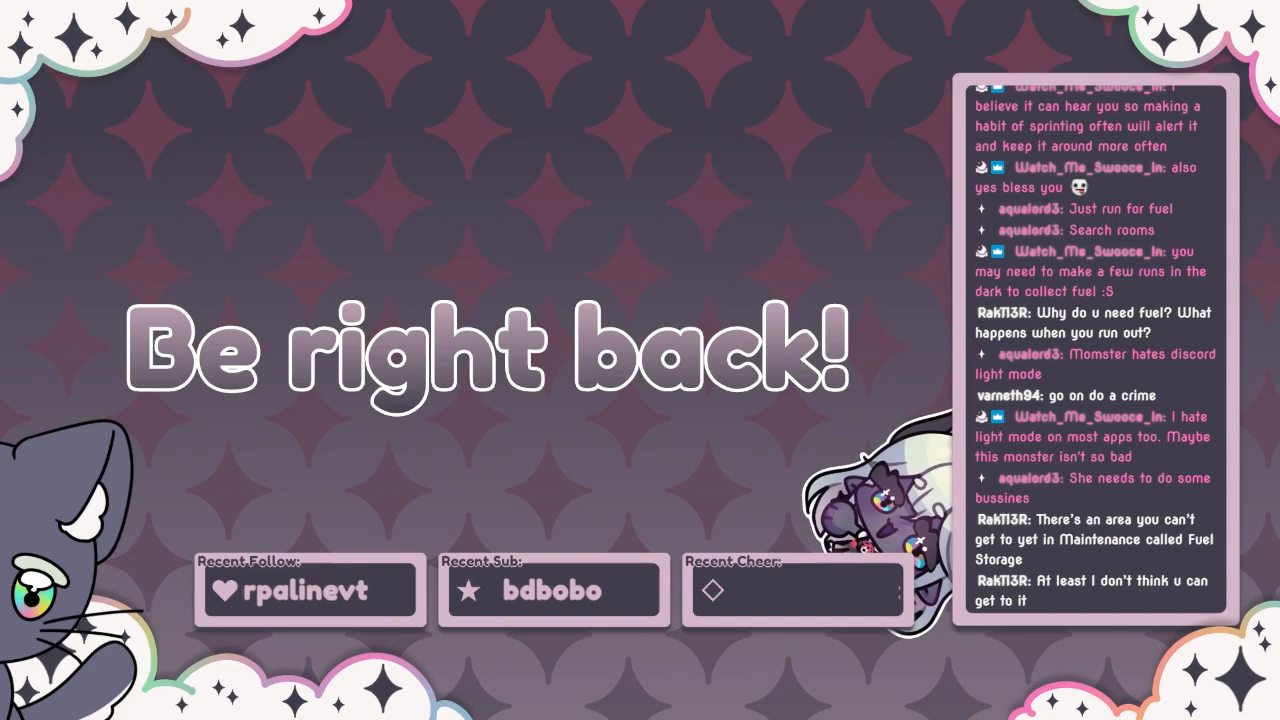 Watch_Me_Swooce_In: I
believe it can hear you so making a
habit of sprinting often will alert it
and keep it around more often
Watch_Me_Swooce_In: also
yes bless you
aqualord3: Just run for fuel
aqualord3: Search rooms
Watch_Me_Swooce_In: you
may need to make a few runs in the
dark to collect fuel :S
RakTI3R: Why do u need fuel? What
happens when you run out?
aqualord3: Momster hates discord
light mode
varneth94: go on do a crime
Watch_Me_Swooce_In: I hate
light mode on most apps too. Maybe
this monster isn't so bad
aqualord3: She needs to do some
bussines
RakTI3R: There's an area you can't
get to yet in Maintenance called Fuel
Storage
RakTI3R: At least I don't think u can
get to it
Be right back!
Recent Follow:
rpalinevt
Recent Sub:
bdbobo
Recent Cheer: